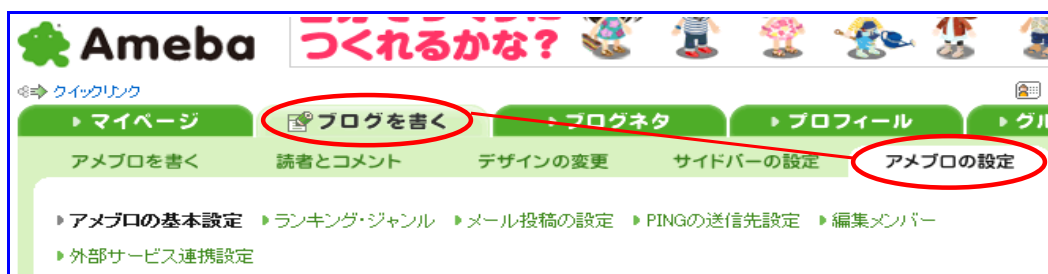 Ameba
つくれるかな?
クイックリンク
マイページ ブログを書く ブログネタ プロフィール グル
アメブロを書く 読者とコメント デザインの変更 サイドバーの設定 アメブロの設定
アメブロの基本設定 ランキング・ジャンル メール投稿の設定 PINGの送信先設定 編集メンバー
外部サービス連携設定